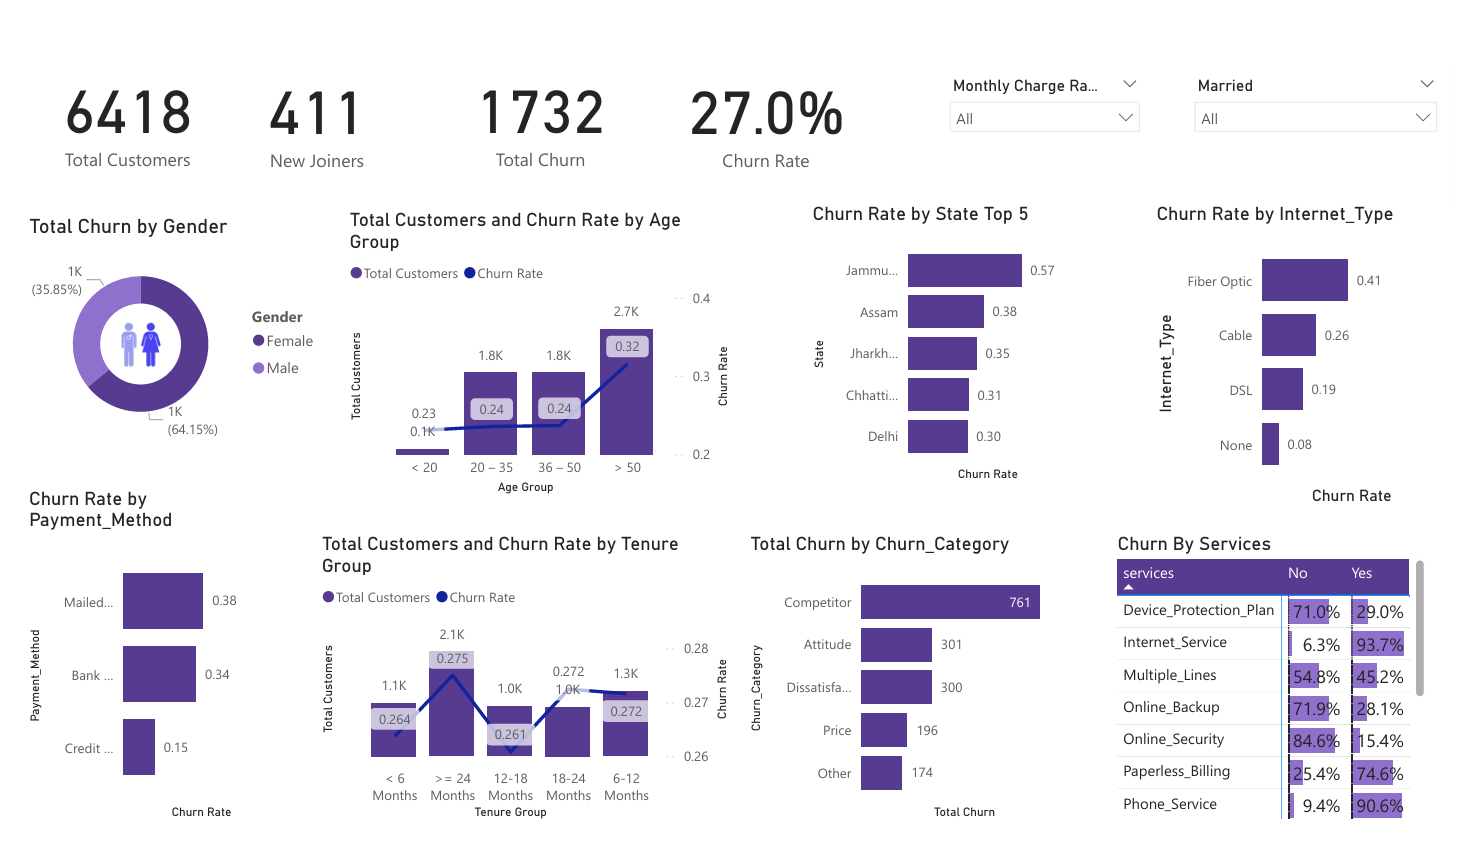 6418
Total Customers
411
New Joiners
1732
Total Churn
27.0%
Churn Rate
Monthly Charge Ra...
All
Married
All
Total Churn by Gender
1K
(35.85%)
1K
(64.15%)
Gender
Female
Male
Total Customers and Churn Rate by Age
Group
Total Customers
Churn Rate
Total Customers
0.23
0.1K
1.8K
0.24
1.8K
0.24
2.7K
0.32
0.4
0.3
0.2
Churn Rate
< 20
20 – 35
36 – 50
> 50
Age Group
Churn Rate by State Top 5
State
Jammu...
0.57
Assam
0.38
Jharkh...
0.35
Chhatti...
0.31
Delhi
0.30
Churn Rate
Churn Rate by Internet_Type
Internet_Type
Fiber Optic
0.41
Cable
0.26
DSL
0.19
None
0.08
Churn Rate
Churn Rate by
Payment_Method
Payment_Method
Mailed...
0.38
Bank ...
0.34
Credit ...
0.15
Churn Rate
Total Customers and Churn Rate by Tenure
Group
Total Customers
Churn Rate
Total Customers
1.1K
0.264
2.1K
0.275
1.0K
0.261
0.272
1.0K
1.3K
0.272
0.28
0.27
0.26
Churn Rate
< 6
Months
>= 24
Months
12-18
Months
18-24
Months
6-12
Months
Tenure Group
Total Churn by Churn_Category
Churn_Category
Competitor
761
Attitude
301
Dissatisfa...
300
Price
196
Other
174
Total Churn
Churn By Services
services No Yes
Device_Protection_Plan 71.0% 29.0%
Internet_Service 6.3% 93.7%
Multiple_Lines 54.8% 45.2%
Online_Backup 71.9% 28.1%
Online_Security 84.6% 15.4%
Paperless_Billing 25.4% 74.6%
Phone_Service 9.4% 90.6%